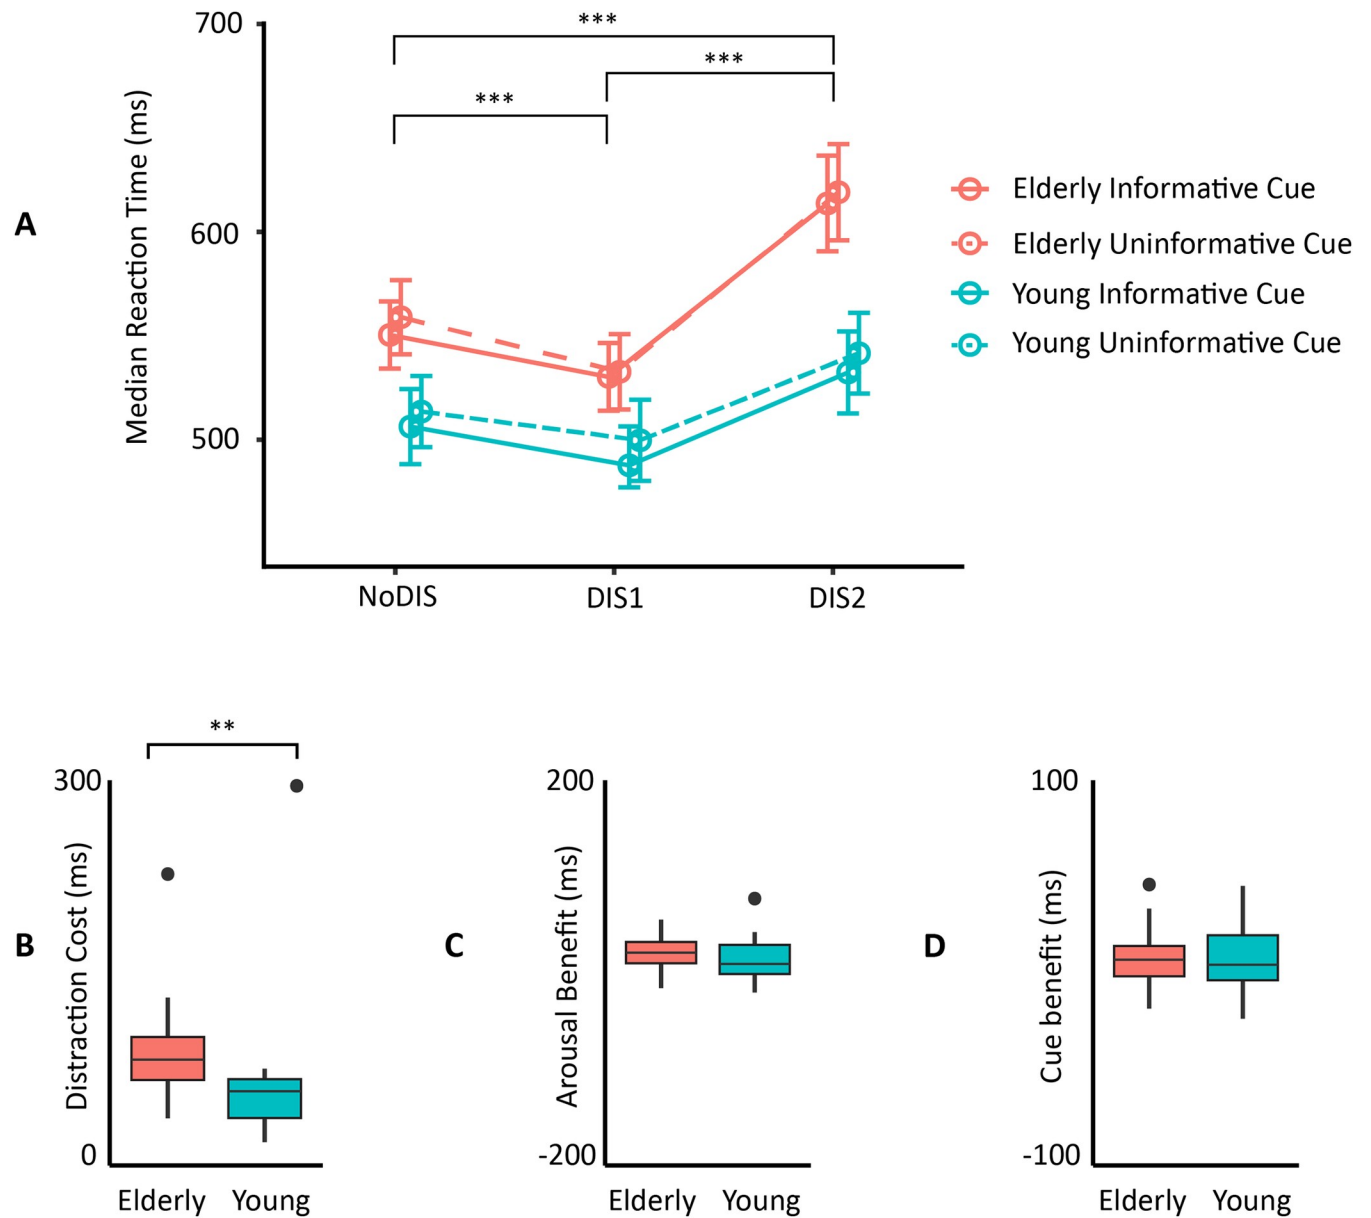 700
***
***
***
Median Reaction Time (ms)
A
600
500
Elderly Informative Cue
Elderly Uninformative Cue
Young Informative Cue
Young Uninformative Cue
NoDIS
DIS1
DIS2
**
B
Distraction Cost (ms)
300
0
Elderly
Young
C
Arousal Benefit (ms)
200
-200
Elderly
Young
D
Cue benefit (ms)
100
-100
Elderly
Young